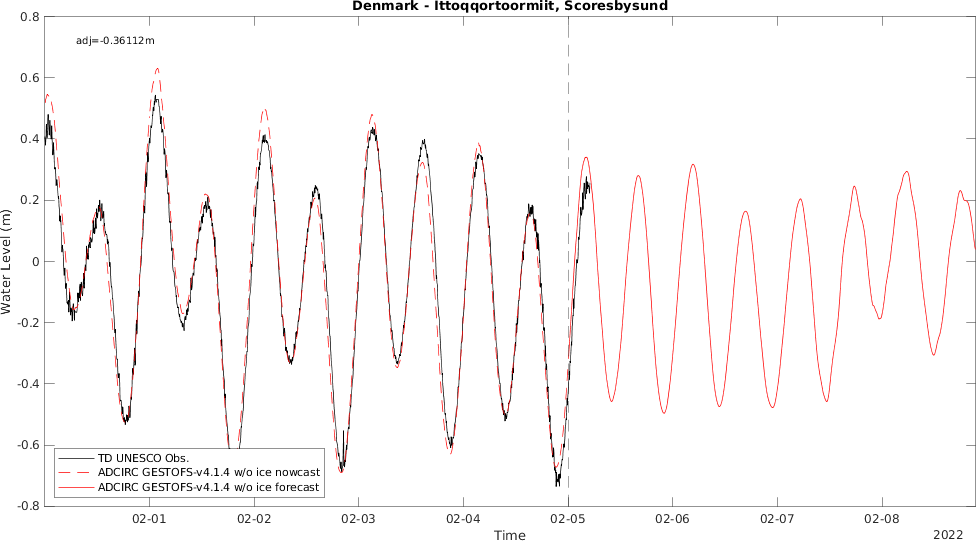 Denmark - Ittoqqortoormiit, Scoresbysund
adj=-0.36112m
0.8
0.6
0.4
0.2
0
-0.2
-0.4
-0.6
-0.8
Water Level (m)
TD UNESCO Obs.
ADCIRC GESTOFS-v4.1.4 w/o ice nowcast
ADCIRC GESTOFS-v4.1.4 w/o ice forecast
02-01 02-02 02-03 02-04 02-05 02-06 02-07 02-08
Time
2022